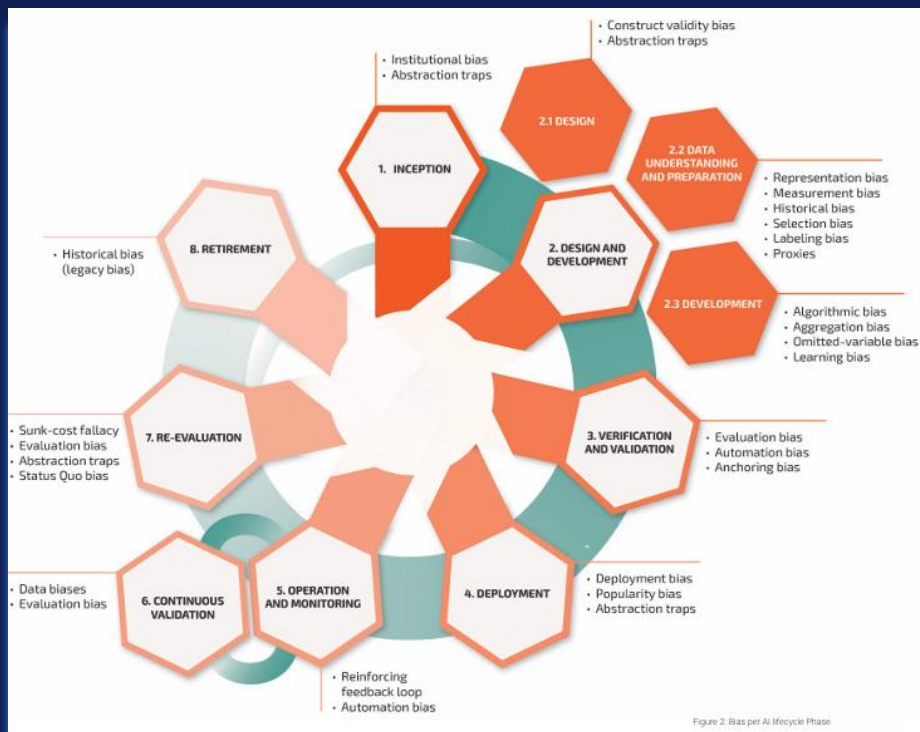 • Construct validity bias
• Abstraction traps
• Institutional bias
• Abstraction traps
1. INCEPTION
2.1 DESIGN
2.2 DATA
UNDERSTANDING
AND PREPARATION
• Representation bias
• Measurement bias
• Historical bias
• Selection bias
• Labeling bias
• Proxies
2. DESIGN AND
DEVELOPMENT
2.3 DEVELOPMENT
• Algorithmic bias
• Aggregation bias
• Omitted-variable bias
• Learning bias
3. VERIFICATION
AND VALIDATION
• Evaluation bias
• Automation bias
• Anchoring bias
4. DEPLOYMENT
• Deployment bias
• Popularity bias
• Abstraction traps
5. OPERATION
AND MONITORING
• Reinforcing
feedback loop
• Automation bias
6. CONTINUOUS
VALIDATION
• Data biases
• Evaluation bias
7. RE-EVALUATION
• Sunk-cost fallacy
• Evaluation bias
• Abstraction traps
• Status Quo bias
8. RETIREMENT
• Historical bias
(legacy bias)
Figure 2: Bias per AI lifecycle Phase